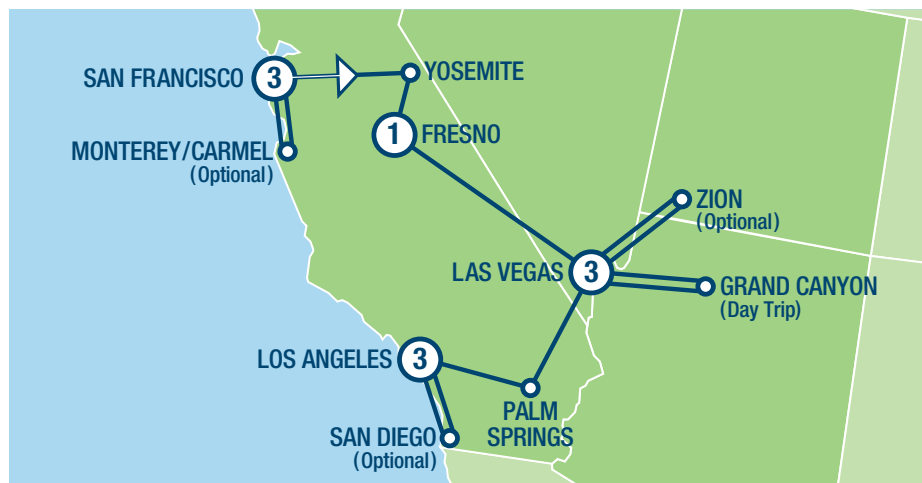 SAN FRANCISCO 3
YOSEMITE
1 FRESNO
MONTEREY/CARMEL
(Optional)
ZION
(Optional)
LAS VEGAS 3
GRAND CANYON
(Day Trip)
LOS ANGELES 3
PALM
SPRINGS
SAN DIEGO
(Optional)